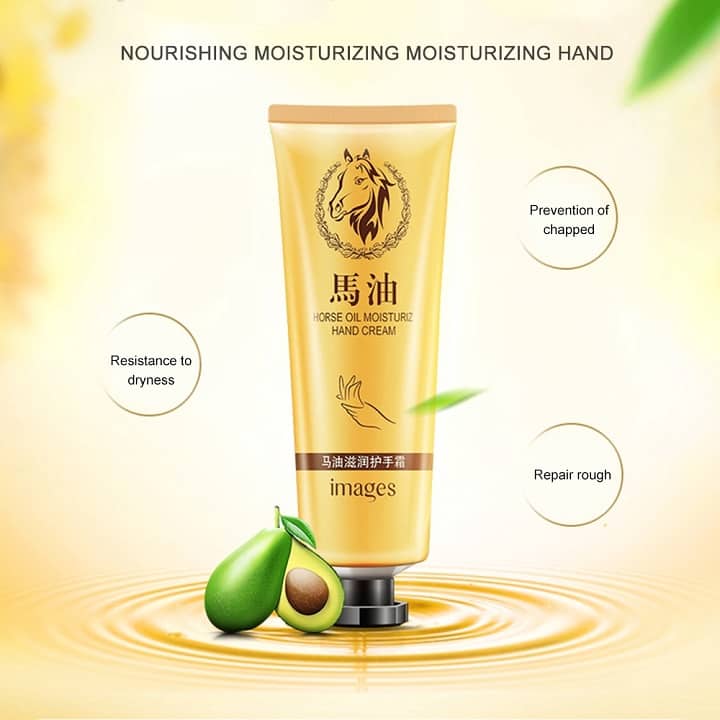 NOURISHING MOISTURIZING MOISTURIZING HAND
Prevention of
chapped
馬油
HORSE OIL MOISTURIZ
HAND CREAM
Resistance to
dryness
马油滋润护手霜
Repair rough
images